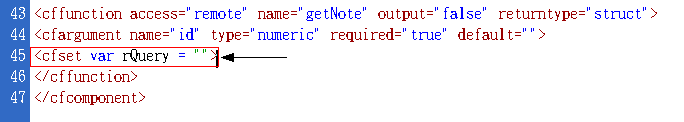 43 <cffunction access="remote" name="getNote" output="false" returntype="struct">
44 <cfargument name="id" type="numeric" required="true" default="">
45 <cfset var rQuery = "">
46 </cffunction>
47 </cfcomponent>